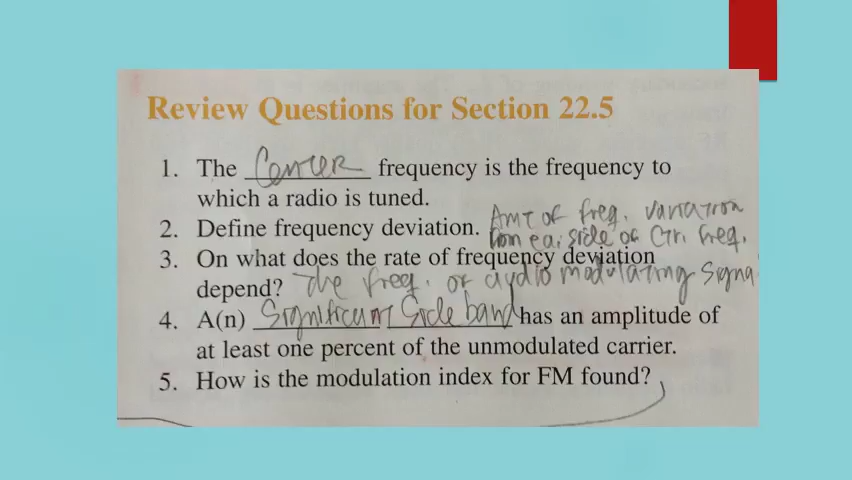 Review Questions for Section 22.5
1. The Center frequency is the frequency to
which a radio is tuned.
2. Define frequency deviation. Amt of freq. variation
on ea. side of Ctr. freq.
3. On what does the rate of frequency deviation
depend? The freq. of audio modulating signa
4. A(n) Significant Side band has an amplitude of
at least one percent of the unmodulated carrier.
5. How is the modulation index for FM found?